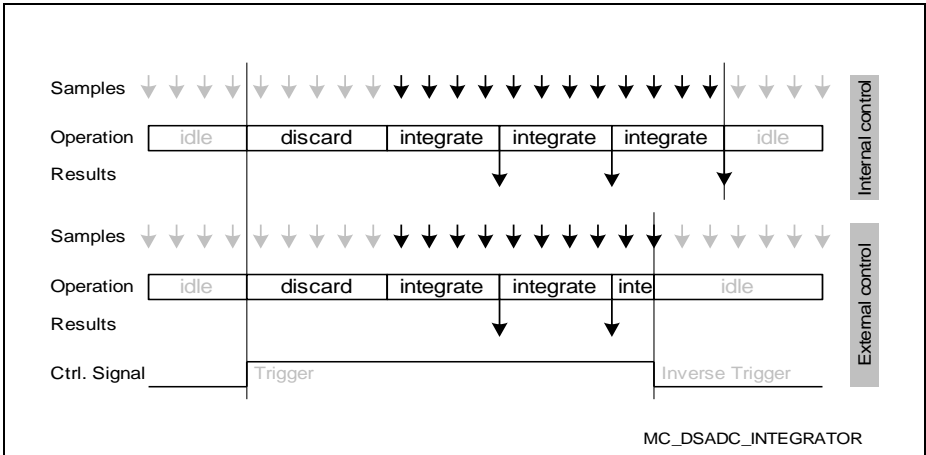 Samples
Operation idle discard integrate integrate integrate idle
Results
Internal control
Samples
Operation idle discard integrate integrate inte idle
Results
External control
Ctrl. Signal Trigger Inverse Trigger
MC_DSADC_INTEGRATOR